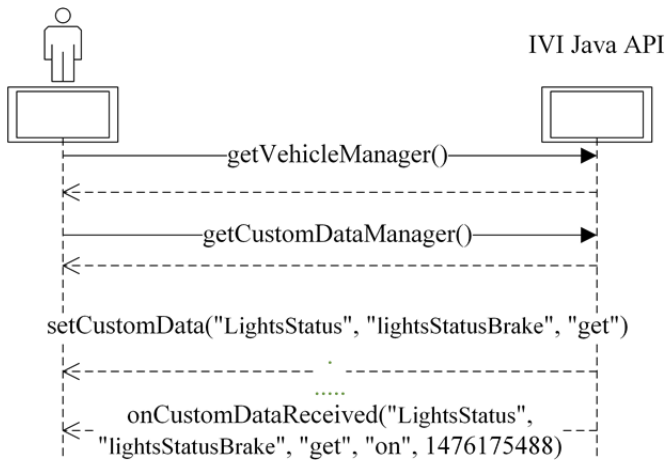 IVI Java API
getVehicleManager()
getCustomDataManager()
setCustomData("LightsStatus", "lightsStatusBrake", "get")
.
.....
onCustomDataReceived("LightsStatus",
"lightsStatusBrake", "get", "on", 1476175488)